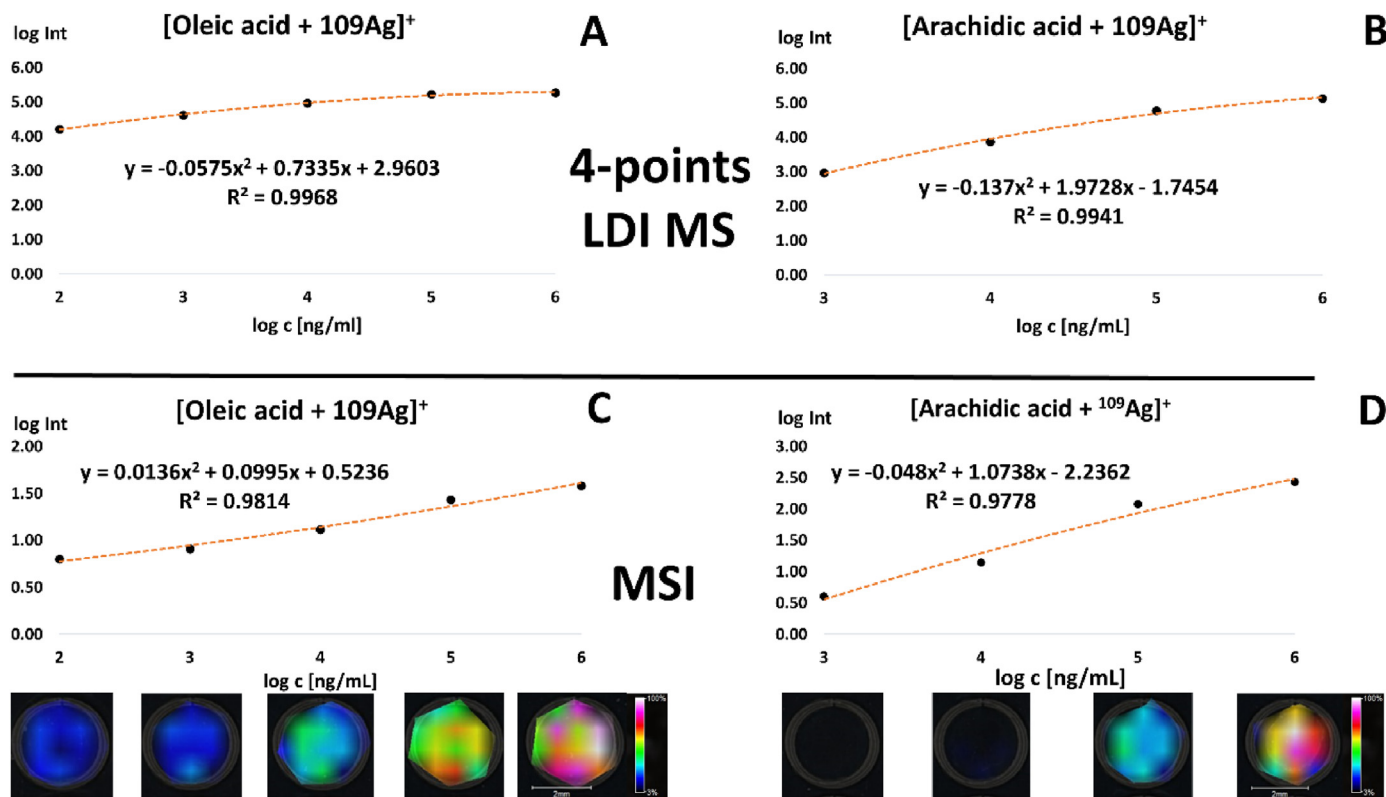 [Oleic acid + 109Ag]⁺
A
log Int
6.00
5.00
4.00
3.00
2.00
1.00
0.00
y = -0.0575x² + 0.7335x + 2.9603
R² = 0.9968
2 3 4 5 6
log c [ng/ml]
4-points
LDI MS
[Arachidic acid + 109Ag]⁺
B
log Int
6.00
5.00
4.00
3.00
2.00
1.00
0.00
y = -0.137x² + 1.9728x - 1.7454
R² = 0.9941
3 4 5 6
log c [ng/mL]
[Oleic acid + 109Ag]⁺
C
log Int
2.00
1.50
1.00
0.50
0.00
y = 0.0136x² + 0.0995x + 0.5236
R² = 0.9814
2 3 4 5 6
log c [ng/mL]
100%
3%
2mm
MSI
[Arachidic acid + ¹⁰⁹Ag]⁺
D
log Int
3.00
2.50
2.00
1.50
1.00
0.50
0.00
y = -0.048x² + 1.0738x - 2.2362
R² = 0.9778
3 4 5 6
log c [ng/mL]
100%
3%
2mm